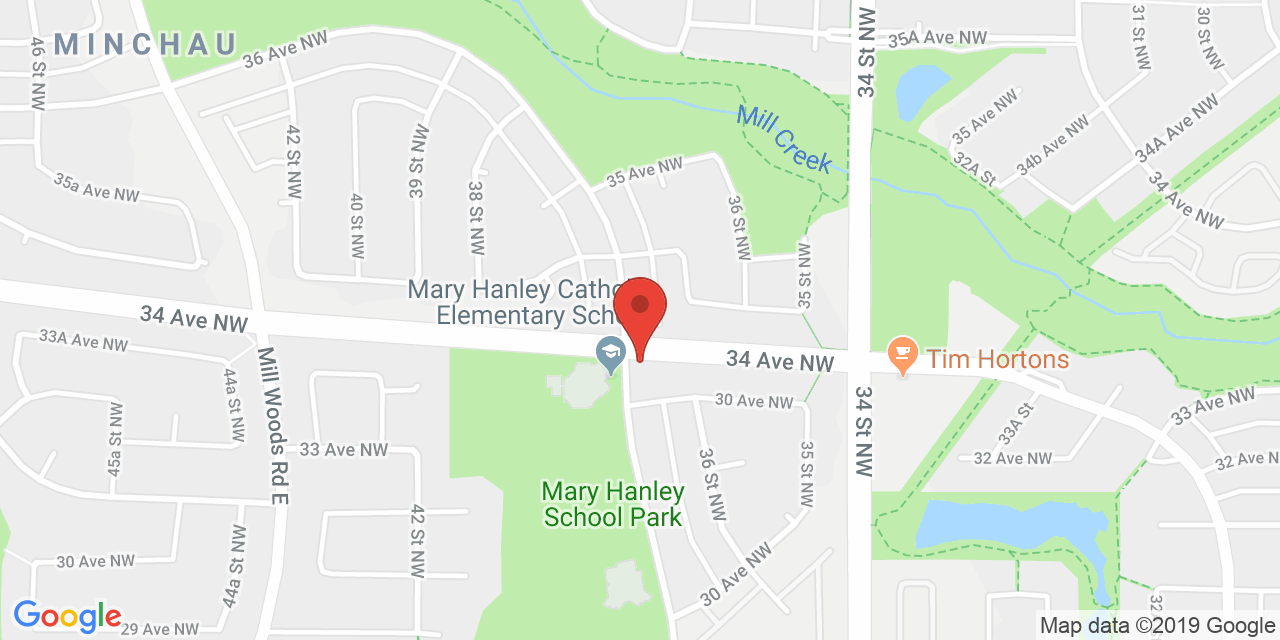 MINCHAU
46 St NW
36 Ave NW
34 St NW
35A Ave NW
31 St NW
30 St NW
Mill Creek
35 Ave NW
34b Ave NW
34A Ave NW
32A St
34 Ave NW
42 St NW
39 St NW
40 St NW
38 St NW
35a Ave NW
35 Ave NW
36 St NW
35 St NW
Mary Hanley Catho
Elementary Scho
34 Ave NW
33A Ave NW
34 Ave NW
Tim Hortons
44a St NW
Mill Woods Rd E
45a St NW
33 Ave NW
30 Ave NW
34 St NW
33A St
33 Ave NW
32 Ave NW
32 Ave N
36 St NW
35 St NW
Mary Hanley
School Park
42 St NW
30 Ave NW
44a St NW
30 Ave NW
Google
29 Ave NW
32A
Map data ©2019 Google